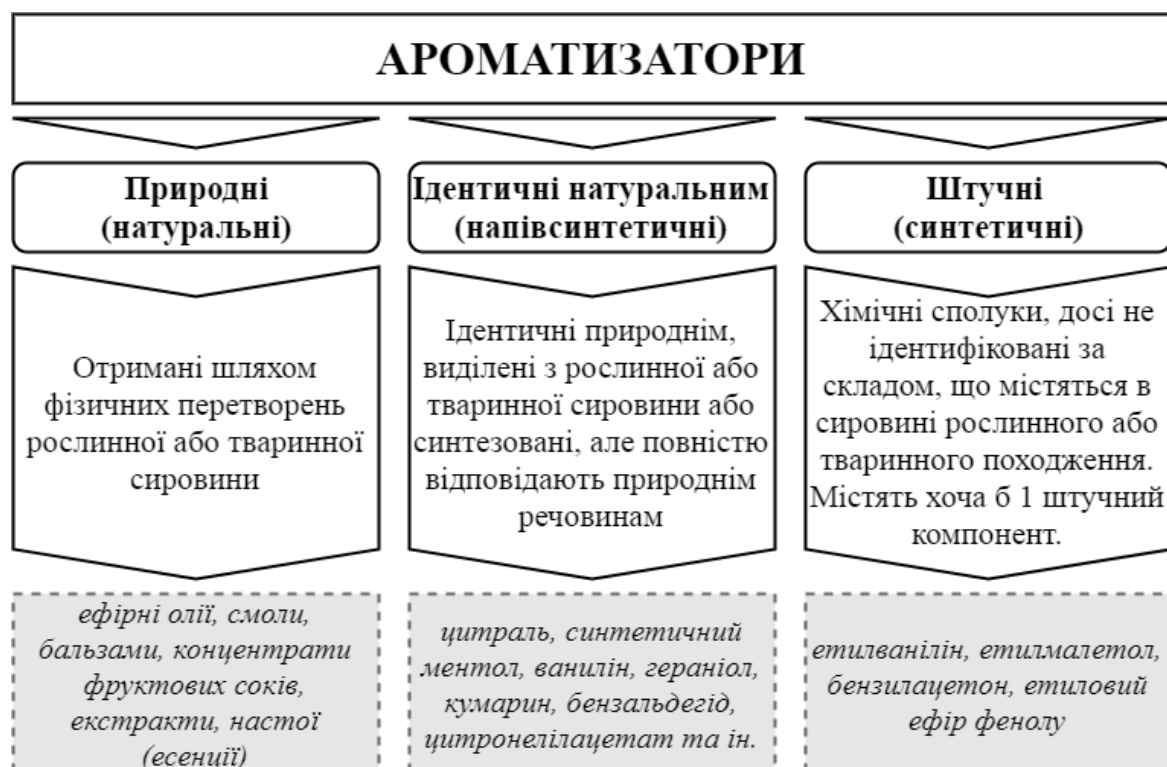 АРОМАТИЗАТОРИ
Природні
(натуральні)
Ідентичні натуральним
(напівсинтетичні)
Штучні
(синтетичні)
Отримані шляхом
фізичних перетворень
рослинної або тваринної
сировини
Ідентичні природнім,
виділені з рослинної або
тваринної сировини або
синтезовані, але повністю
відповідають природнім
речовинам
Хімічні сполуки, досі не
ідентифіковані за
складом, що містяться в
сировині рослинного або
тваринного походження.
Містять хоча б 1 штучний
компонент.
ефірні олії, смоли,
бальзами, концентрати
фруктових соків,
екстракти, настої
(есенції)
цитраль, синтетичний
ментол, ванилін, гераніол,
кумарин, бензальдегід,
цитронелілацетат та ін.
етилванілін, етилмалетол,
бензилацетон, етиловий
ефір фенолу